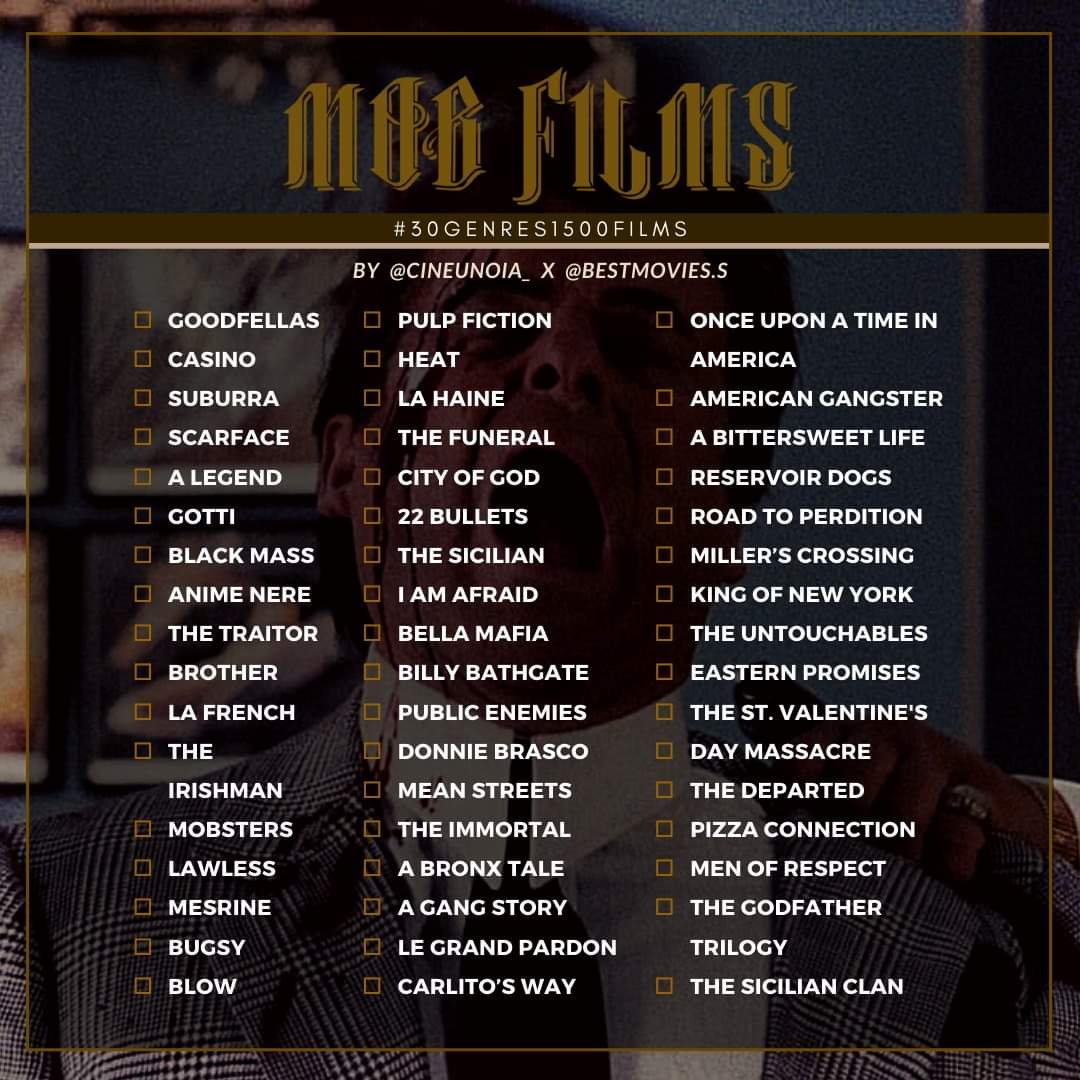 MOB FILMS
#30GENRES1500FILMS
BY @CINEUNOIA_ X @BESTMOVIES.S
GOODFELLAS
CASINO
SUBURRA
SCARFACE
A LEGEND
GOTTI
BLACK MASS
ANIME NERE
THE TRAITOR
BROTHER
LA FRENCH
THE
IRISHMAN
MOBSTERS
LAWLESS
MESRINE
BUGSY
BLOW
PULP FICTION
HEAT
LA HAINE
THE FUNERAL
CITY OF GOD
22 BULLETS
THE SICILIAN
I AM AFRAID
BELLA MAFIA
BILLY BATHGATE
PUBLIC ENEMIES
DONNIE BRASCO
MEAN STREETS
THE IMMORTAL
A BRONX TALE
A GANG STORY
LE GRAND PARDON
CARLITO’S WAY
ONCE UPON A TIME IN
AMERICA
AMERICAN GANGSTER
A BITTERSWEET LIFE
RESERVOIR DOGS
ROAD TO PERDITION
MILLER’S CROSSING
KING OF NEW YORK
THE UNTOUCHABLES
EASTERN PROMISES
THE ST. VALENTINE'S
DAY MASSACRE
THE DEPARTED
PIZZA CONNECTION
MEN OF RESPECT
THE GODFATHER
TRILOGY
THE SICILIAN CLAN